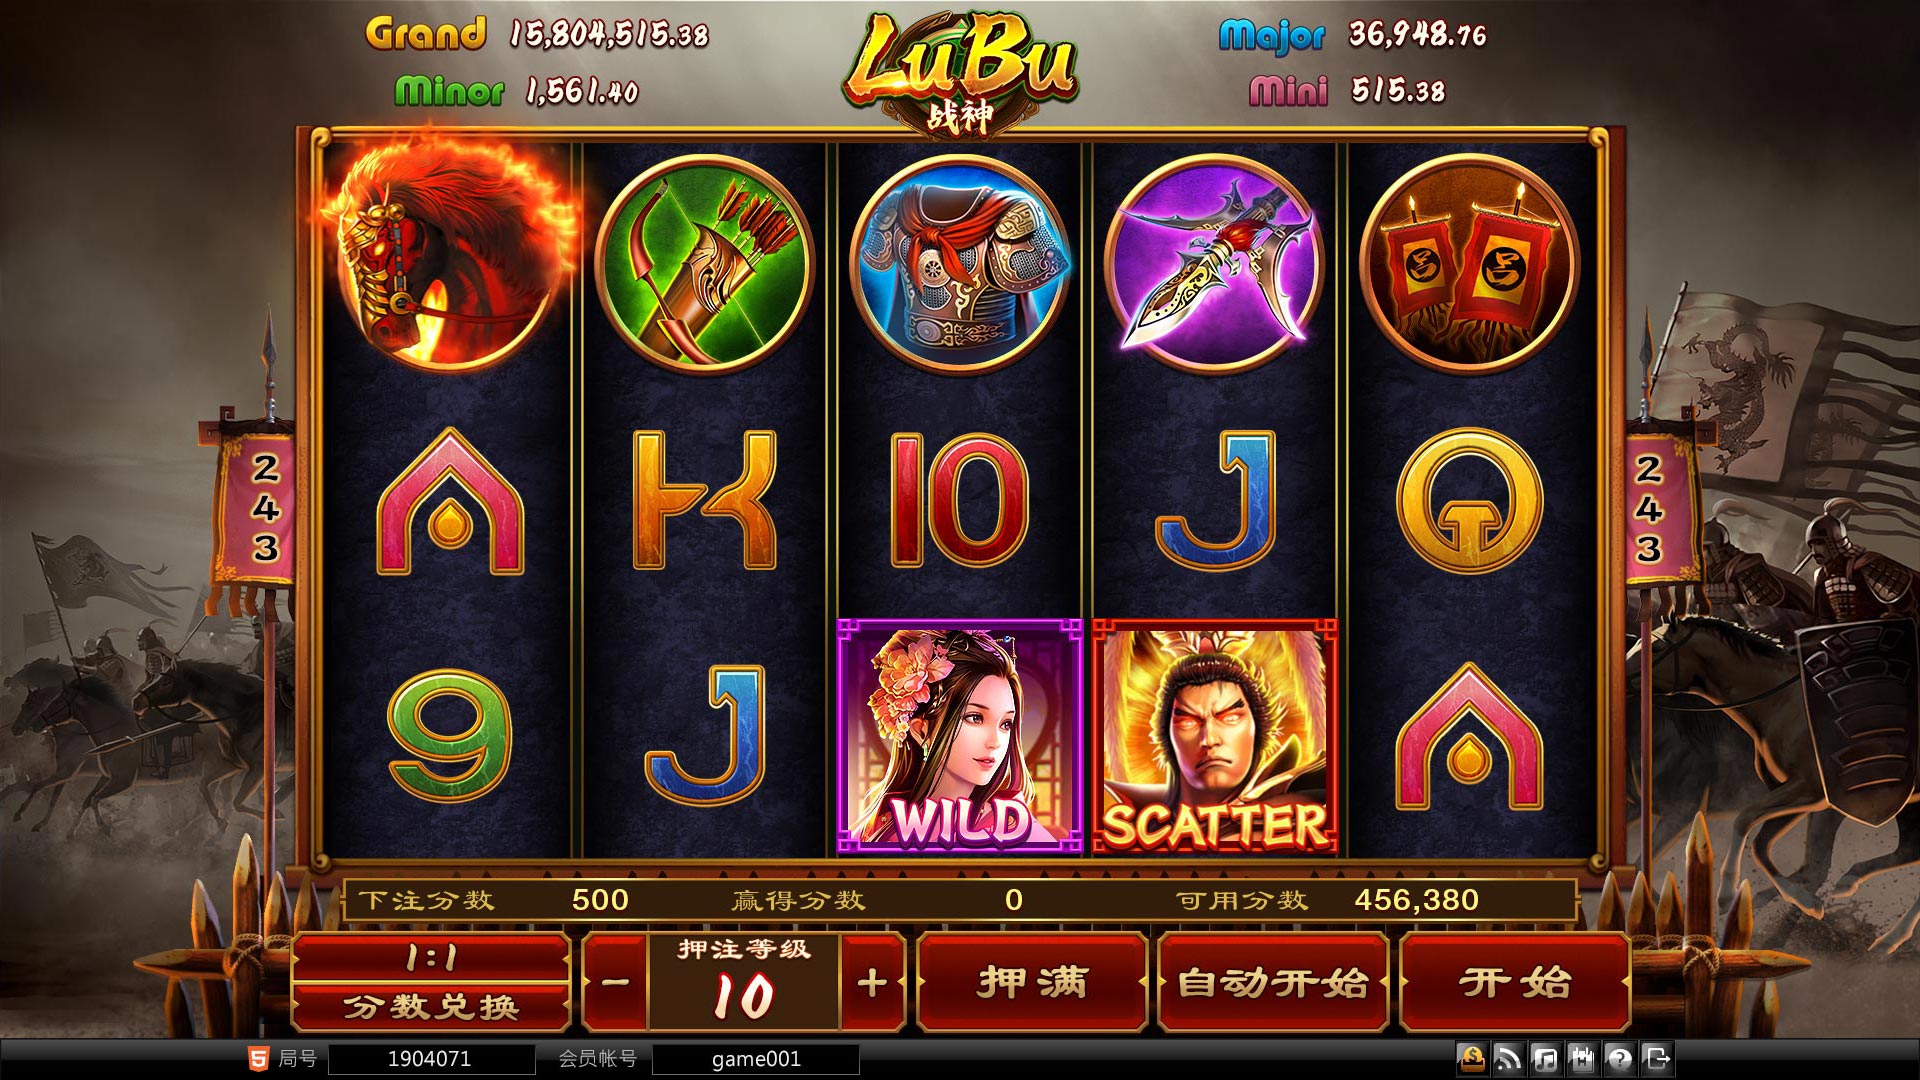 Grand 15,804,515.38
Minor 1,561.40
LuBu
战神
Major 36,948.76
Mini 515.38
243
243
吕 吕
A K 10 J Q
9 J WILD SCATTER A
下注分数 500 赢得分数 0 可用分数 456,380
1:1
分数兑换
－ 押注等级 ＋
10
押满
自动开始
开始
5 局号 1904071 会员帐号 game001